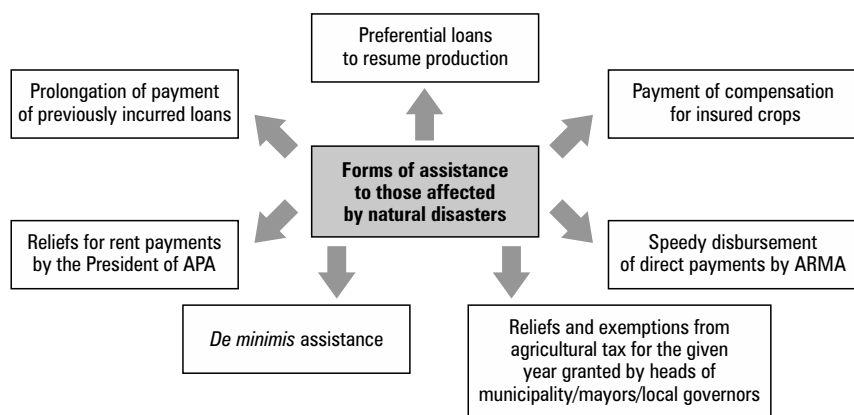 Preferential loans
to resume production
Prolongation of payment
of previously incurred loans
Payment of compensation
for insured crops
Forms of assistance
to those affected
by natural disasters
Reliefs for rent payments
by the President of APA
Speedy disbursement
of direct payments by ARMA
De minimis assistance
Reliefs and exemptions from
agricultural tax for the given
year granted by heads of
municipality/mayors/local governors